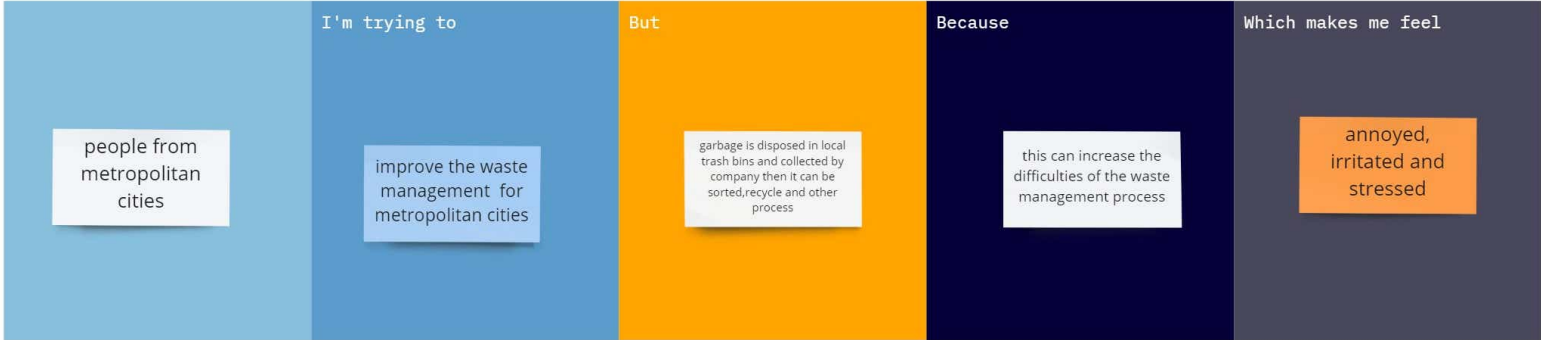 people from
metropolitan
cities
I'm trying to
improve the waste
management for
metropolitan cities
But
garbage is disposed in local
trash bins and collected by
company then it can be
sorted,recycle and other
process
Because
this can increase the
difficulties of the waste
management process
Which makes me feel
annoyed,
irritated and
stressed